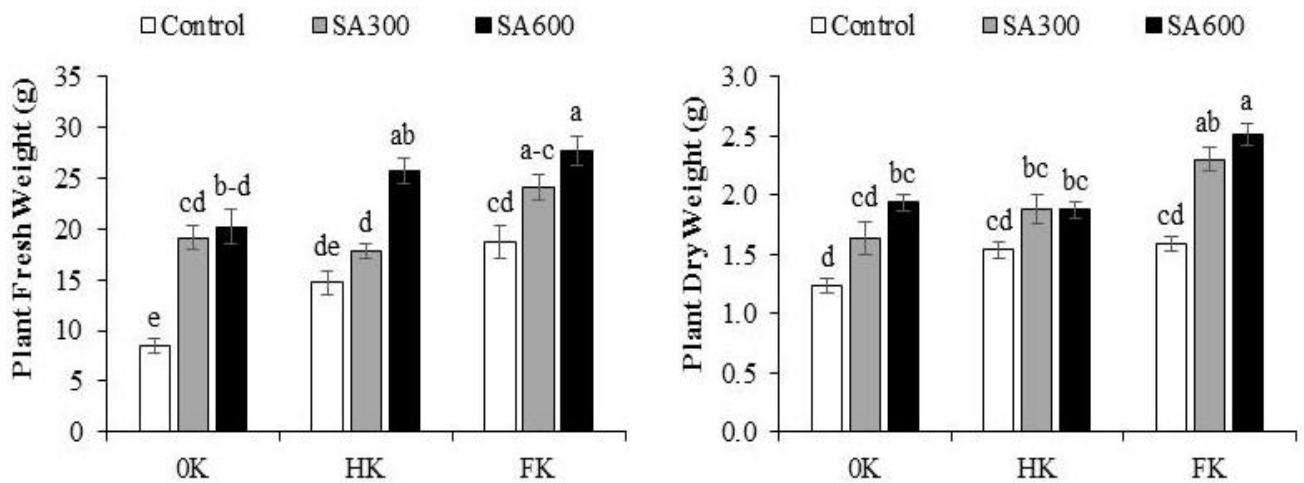 Control SA300 SA600
Plant Fresh Weight (g)
35
30
25
20
15
10
5
0
e
cd
b-d
de
d
ab
cd
a-c
a
0K HK FK
Control SA300 SA600
Plant Dry Weight (g)
3.0
2.5
2.0
1.5
1.0
0.5
0.0
d
cd
bc
cd
bc
bc
cd
ab
a
0K HK FK